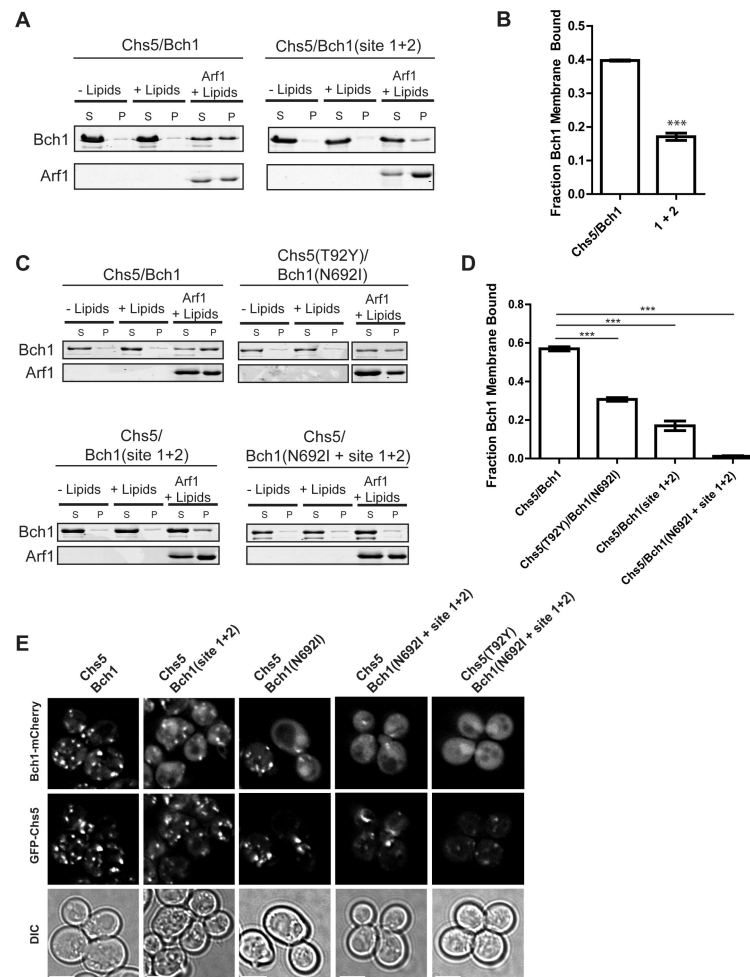 A
Chs5/Bch1
Chs5/Bch1(site 1+2)
- Lipids
+ Lipids
Arf1
+ Lipids
- Lipids
+ Lipids
Arf1
+ Lipids
S P S P S P
S P S P S P
Bch1
Arf1
B
Fraction Bch1 Membrane Bound
0.4
0.3
0.2
0.1
0.0
***
Chs5/Bch1
1 + 2
C
Chs5/Bch1
Chs5(T92Y)/
Bch1(N692I)
- Lipids
+ Lipids
Arf1
+ Lipids
- Lipids
+ Lipids
Arf1
+ Lipids
S P S P S P
S P S P S P
Bch1
Arf1
Chs5/
Bch1(site 1+2)
Chs5/
Bch1(N692I + site 1+2)
- Lipids
+ Lipids
Arf1
+ Lipids
- Lipids
+ Lipids
Arf1
+ Lipids
S P S P S P
S P S P S P
Bch1
Arf1
D
Fraction Bch1 Membrane Bound
0.8
0.6
0.4
0.2
0.0
***
***
***
Chs5/Bch1
Chs5(T92Y)/Bch1(N692I)
Chs5/Bch1(site 1+2)
Chs5/Bch1(N692I + site 1+2)
E
Chs5
Bch1
Chs5
Bch1(site 1+2)
Chs5
Bch1(N692I)
Chs5
Bch1(N692I + site 1+2)
Chs5(T92Y)
Bch1(N692I + site 1+2)
Bch1-mCherry
GFP-Chs5
DIC